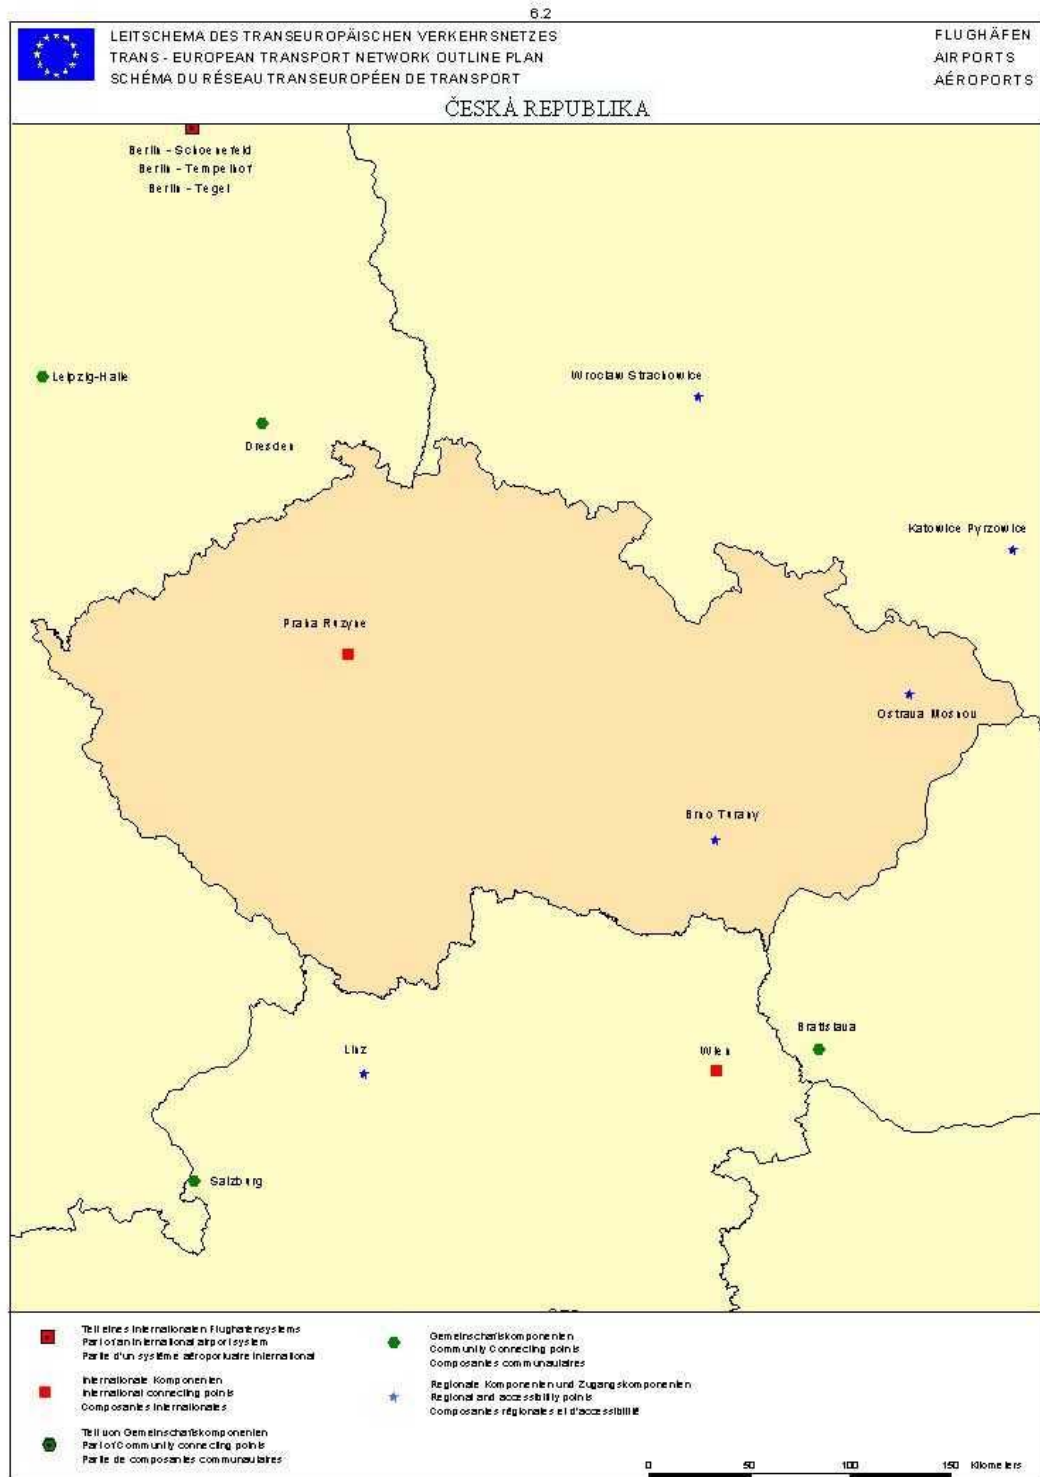 6.2
LEITSCHEMA DES TRANSEUROPÄISCHEN VERKEHRSNETZES
TRANS - EUROPEAN TRANSPORT NETWORK OUTLINE PLAN
SCHÉMA DU RÉSEAU TRANSEUROPÉEN DE TRANSPORT
FLUGHÄFEN
AIRPORTS
AÉROPORTS
ČESKÁ REPUBLIKA
Berlin - Schoenefeld
Berlin - Tempelhof
Berlin - Tegel
Leipzig-Halle
Wroclaw Strachowice
Dresden
Katowice Pyrzowice
Praha Ruzyne
Ostrava Mosnov
Brno Turany
Bratislava
Linz
Wien
Salzburg
Teil eines internationalen Flughafensystems
Part of an international airport system
Partie d'un système aéroportuaire international
Internationale Komponenten
International connecting points
Composantes internationales
Teil von Gemeinschaftskomponenten
Part of Community connecting points
Partie de composantes communautaires
Gemeinschaftskomponenten
Community Connecting points
Composantes communautaires
Regionale Komponenten und Zugangskomponenten
Regional and accessibility points
Composantes régionales et d'accessibilité
0 50 100 150 Kilometers